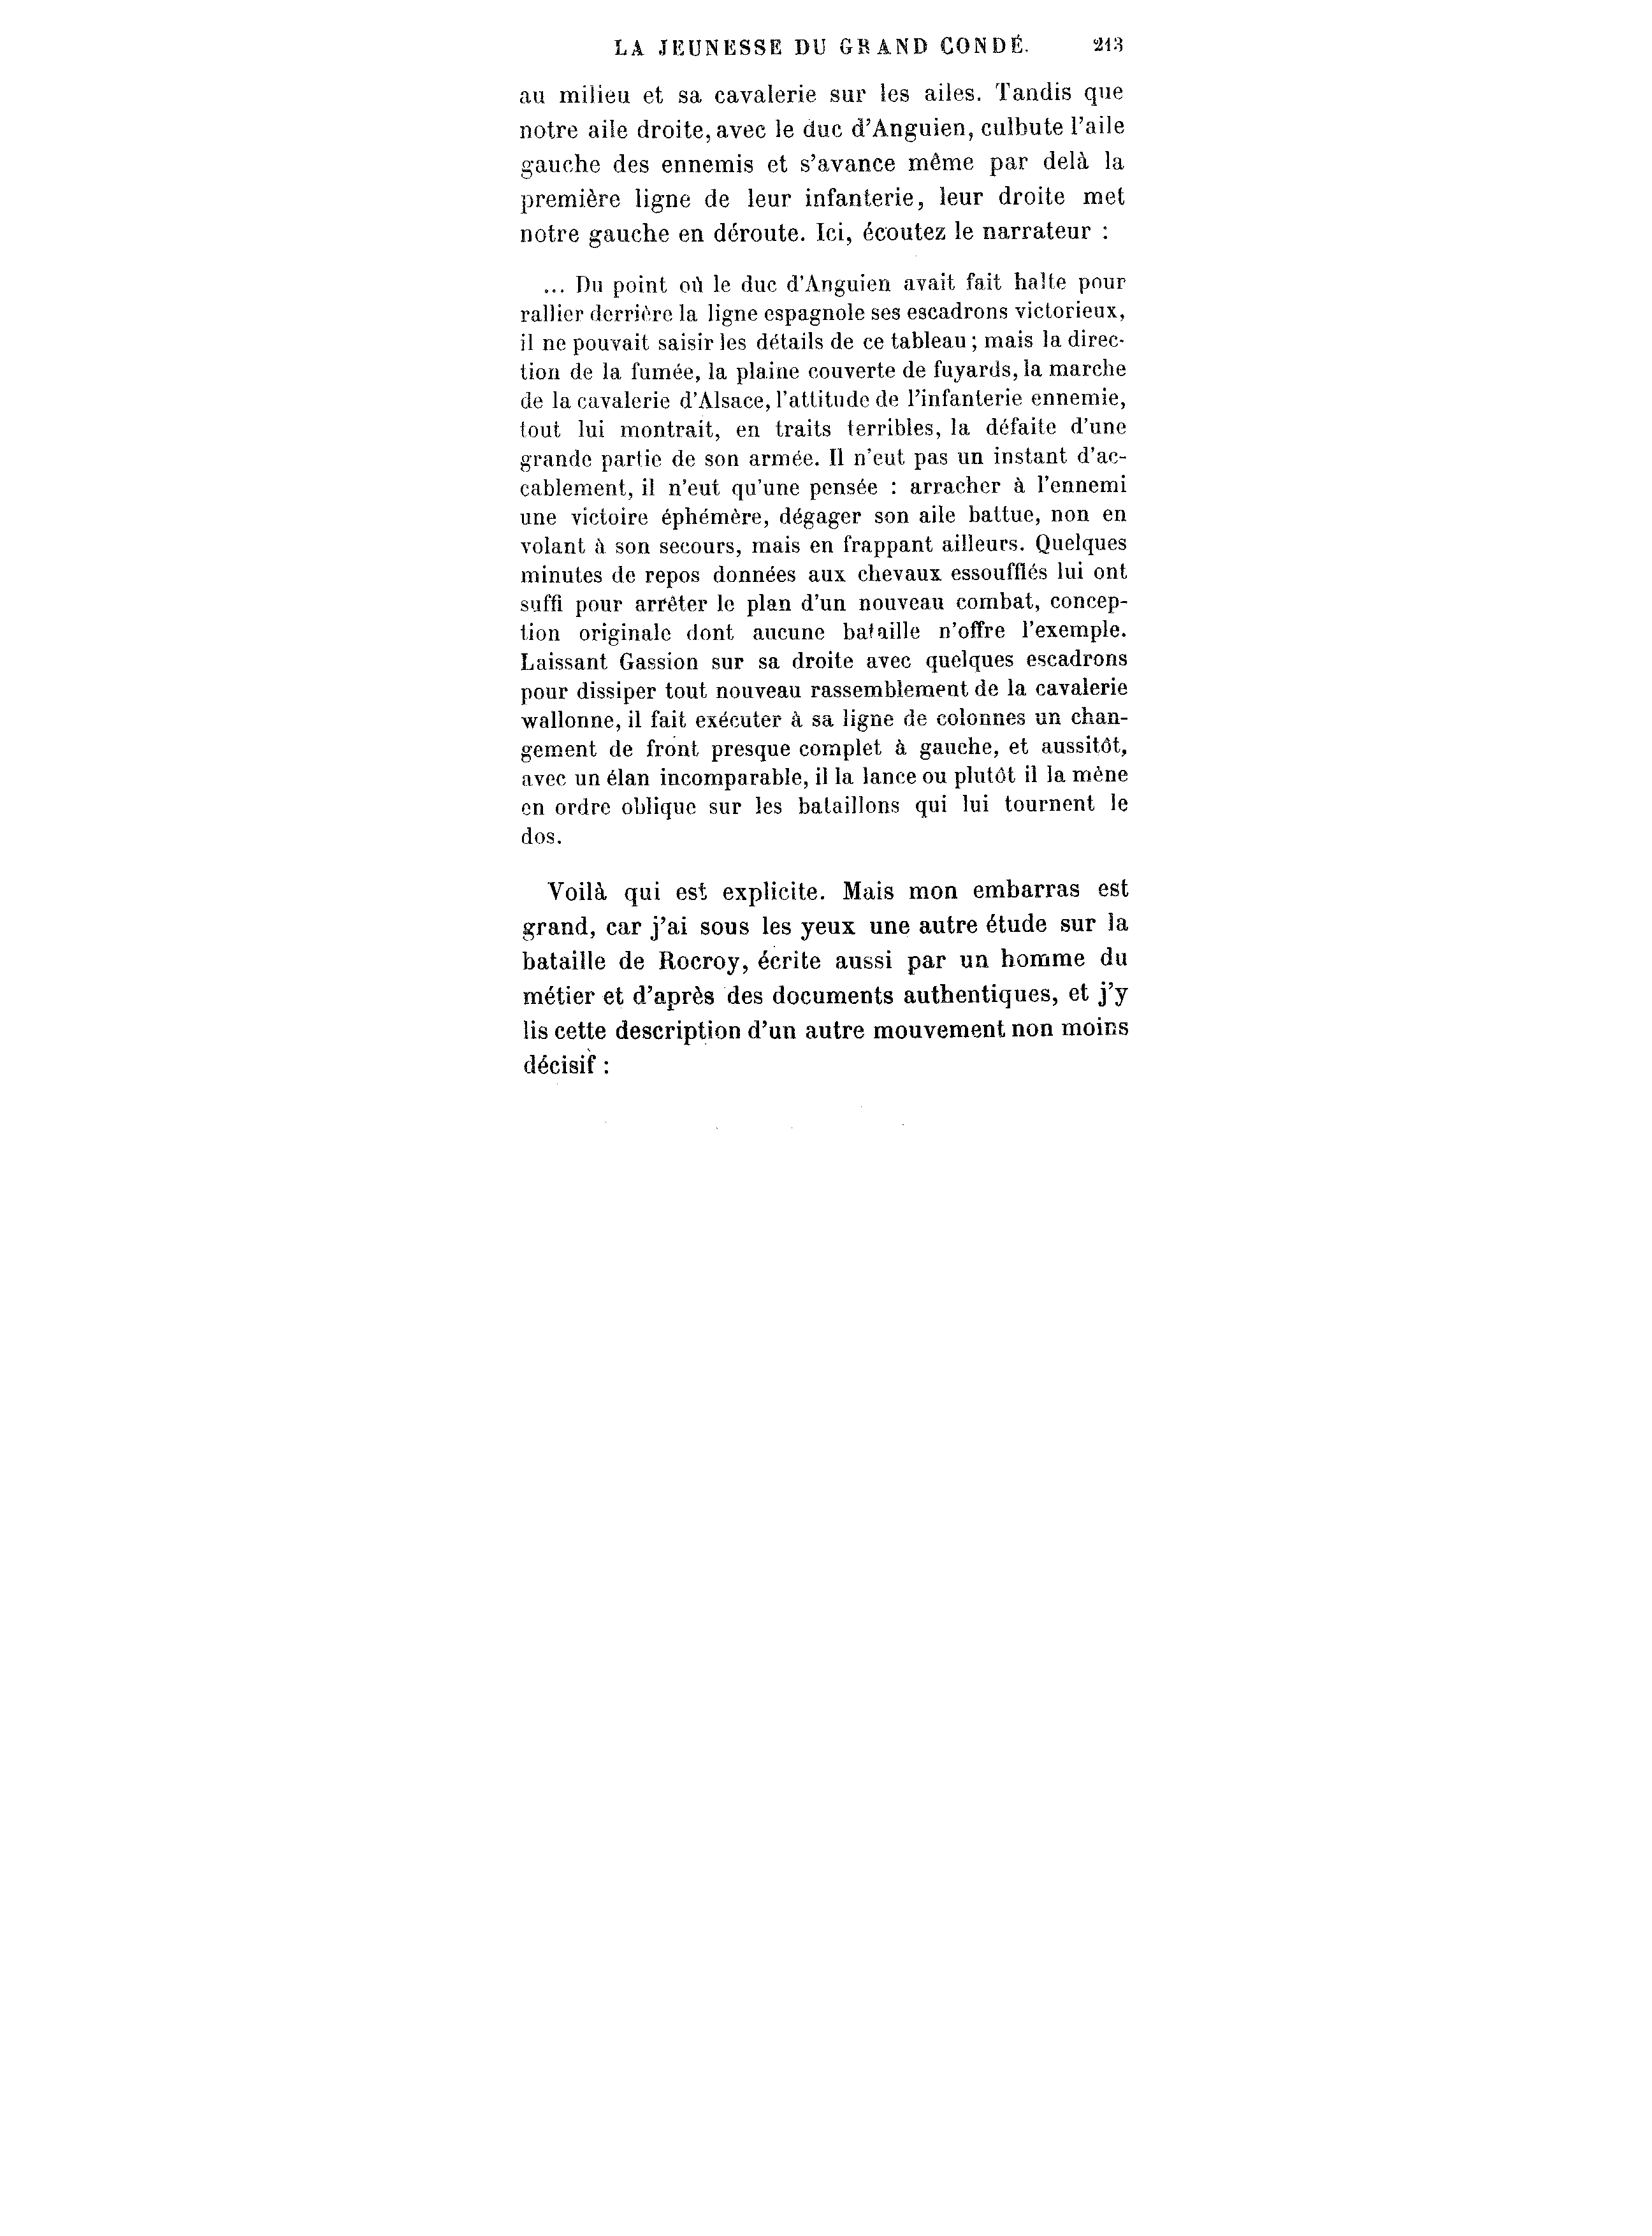 LA JEUNESSE DU GRAND CONDÉ. 213
au milieu et sa cavalerie sur les ailes. Tandis que
notre aile droite, avec le duc d'Anguien, culbute l'aile
gauche des ennemis et s'avance même par delà la
première ligne de leur infanterie, leur droite met
notre gauche en déroute. Ici, écoutez le narrateur :
... Du point où le duc d'Anguien avait fait halte pour
rallier derrière la ligne espagnole ses escadrons victorieux,
il ne pouvait saisir les détails de ce tableau ; mais la direc-
tion de la fumée, la plaine couverte de fuyards, la marche
de la cavalerie d'Alsace, l'attitude de l'infanterie ennemie,
tout lui montrait, en traits terribles, la défaite d'une
grande partie de son armée. Il n'eut pas un instant d'ac-
cablement, il n'eut qu'une pensée : arracher à l'ennemi
une victoire éphémère, dégager son aile battue, non en
volant à son secours, mais en frappant ailleurs. Quelques
minutes de repos données aux chevaux essoufflés lui ont
suffi pour arrêter le plan d'un nouveau combat, concep-
tion originale dont aucune bataille n'offre l'exemple.
Laissant Gassion sur sa droite avec quelques escadrons
pour dissiper tout nouveau rassemblement de la cavalerie
wallonne, il fait exécuter à sa ligne de colonnes un chan-
gement de front presque complet à gauche, et aussitôt,
avec un élan incomparable, il la lance ou plutôt il la mène
en ordre oblique sur les bataillons qui lui tournent le
dos.
Voilà qui est explicite. Mais mon embarras est
grand, car j'ai sous les yeux une autre étude sur la
bataille de Rocroy, écrite aussi par un homme du
métier et d'après des documents authentiques, et j'y
lis cette description d'un autre mouvement non moins
décisif :